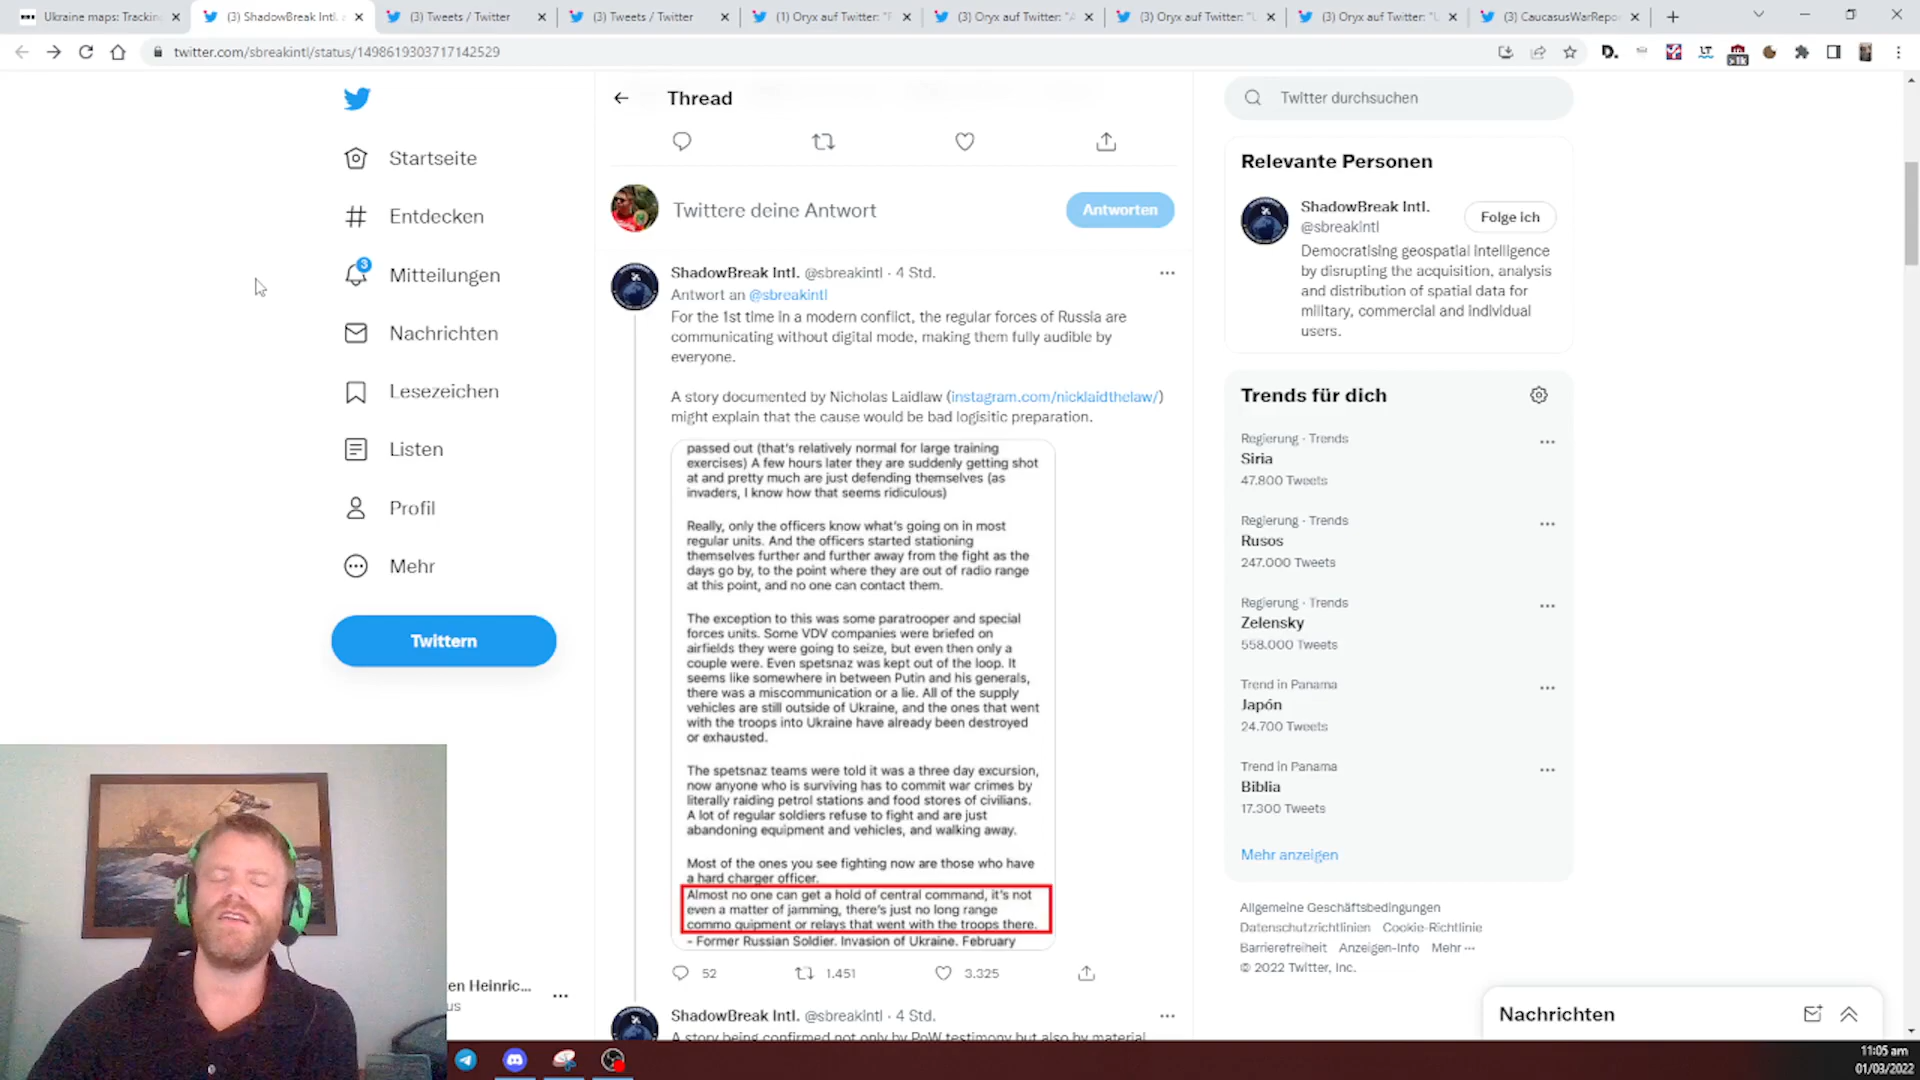 Ukraine maps: Trackin
(3) ShadowBreak Intl.
(3) Tweets / Twitter
(3) Tweets / Twitter
(1) Oryx auf Twitter:
(3) Oryx auf Twitter:
(3) Oryx auf Twitter:
(3) Oryx auf Twitter:
(3) CaucasusWarRepo
twitter.com/sbreakintl/status/1498619303717142529
Startseite
Entdecken
3
Mitteilungen
Nachrichten
Lesezeichen
Listen
Profil
Mehr
Twittern
en Heinric...
us
Thread
Twittere deine Antwort
Antworten
ShadowBreak Intl. @sbreakintl · 4 Std.
Antwort an @sbreakintl
For the 1st time in a modern conflict, the regular forces of Russia are
communicating without digital mode, making them fully audible by
everyone.
A story documented by Nicholas Laidlaw (instagram.com/nicklaidthelaw/)
might explain that the cause would be bad logisitic preparation.
passed out (that's relatively normal for large training
exercises) A few hours later they are suddenly getting shot
at and pretty much are just defending themselves (as
invaders, I know how that seems ridiculous)
Really, only the officers know what's going on in most
regular units. And the officers started stationing
themselves further and further away from the fight as the
days go by, to the point where they are out of radio range
at this point, and no one can contact them.
The exception to this was some paratrooper and special
forces units. Some VDV companies were briefed on
airfields they were going to seize, but even then only a
couple were. Even spetsnaz was kept out of the loop. It
seems like somewhere in between Putin and his generals,
there was a miscommunication or a lie. All of the supply
vehicles are still outside of Ukraine, and the ones that went
with the troops into Ukraine have already been destroyed
or exhausted.
The spetsnaz teams were told it was a three day excursion,
now anyone who is surviving has to commit war crimes by
literally raiding petrol stations and food stores of civilians.
A lot of regular soldiers refuse to fight and are just
abandoning equipment and vehicles, and walking away.
Most of the ones you see fighting now are those who have
a hard charger officer.
Almost no one can get a hold of central command, it's not
even a matter of jamming, there's just no long range
commo quipment or relays that went with the troops there.
- Former Russian Soldier. Invasion of Ukraine. February
52
1.451
3.325
ShadowBreak Intl. @sbreakintl · 4 Std.
A story being confirmed not only by PoW testimony but also by material
Twitter durchsuchen
Relevante Personen
ShadowBreak Intl.
@sbreakintl
Folge ich
Democratising geospatial intelligence
by disrupting the acquisition, analysis
and distribution of spatial data for
military, commercial and individual
users.
Trends für dich
Regierung · Trends
Siria
47.800 Tweets
Regierung · Trends
Rusos
247.000 Tweets
Regierung · Trends
Zelensky
558.000 Tweets
Trend in Panama
Japón
24.700 Tweets
Trend in Panama
Biblia
17.300 Tweets
Mehr anzeigen
Allgemeine Geschäftsbedingungen
Datenschutzrichtlinien Cookie-Richtlinie
Barrierefreiheit Anzeigen-Info Mehr ···
© 2022 Twitter, Inc.
Nachrichten
11:05 am
01/03/2022